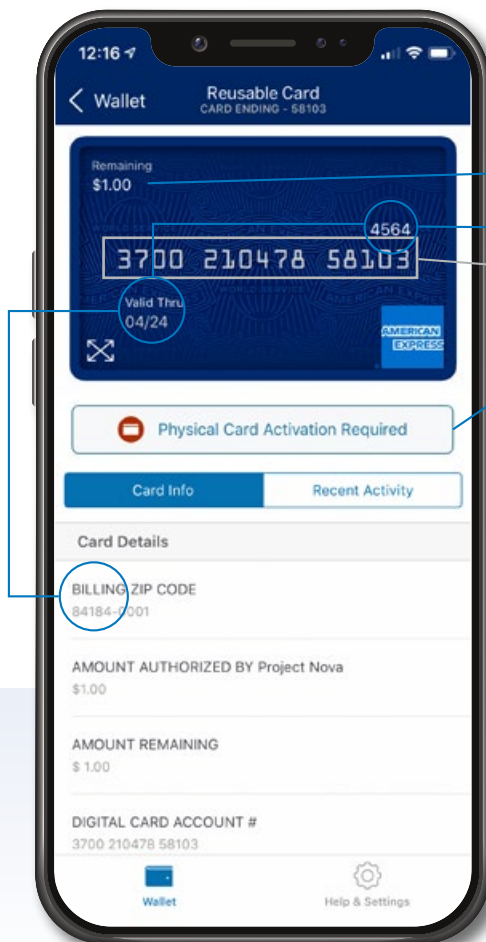 12:16
Wallet
Reusable Card
CARD ENDING - 58103
Remaining
$1.00
4564
3700 210478 58103
WORLD SERVICE
Valid Thru
04/24
AMERICAN
EXPRESS
Physical Card Activation Required
Card Info
Recent Activity
Card Details
BILLING ZIP CODE
84184-0001
AMOUNT AUTHORIZED BY Project Nova
$1.00
AMOUNT REMAINING
$ 1.00
DIGITAL CARD ACCOUNT #
3700 210478 58103
Wallet
Help & Settings